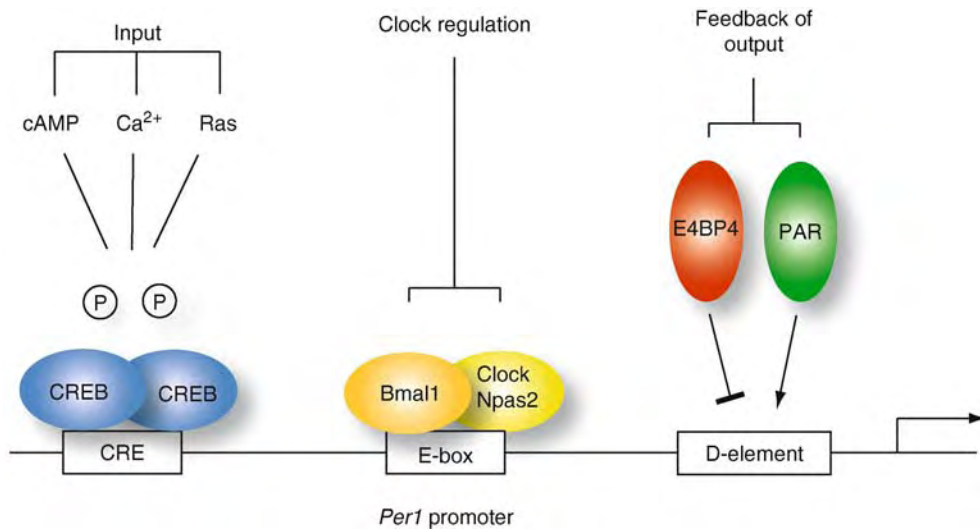 Input
cAMP
Ca²⁺
Ras
P
P
CREB
CREB
CRE
Clock regulation
Bmal1
Clock
Npas2
E-box
Feedback of
output
E4BP4
PAR
D-element
Per1 promoter